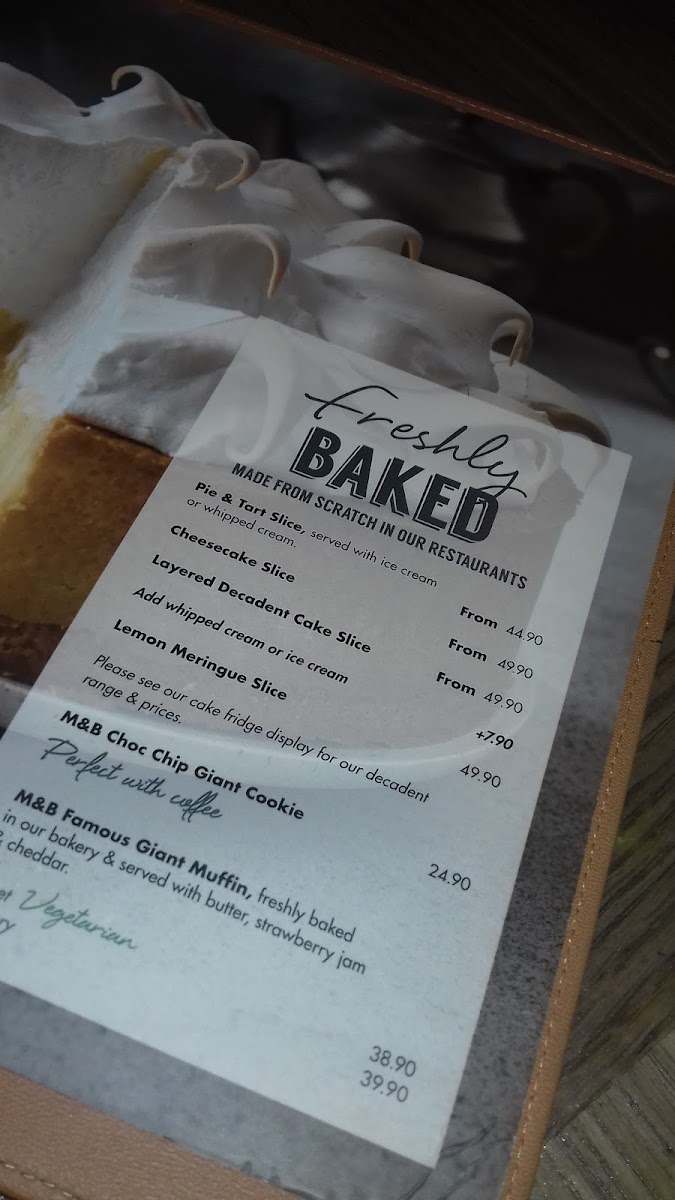 Freshly
BAKED
MADE FROM SCRATCH IN OUR RESTAURANTS
Pie & Tart Slice, served with ice cream
or whipped cream. From 44.90
Cheesecake Slice From 49.90
Layered Decadent Cake Slice From 49.90
Add whipped cream or ice cream +7.90
Lemon Meringue Slice 49.90
Please see our cake fridge display for our decadent
range & prices.
M&B Choc Chip Giant Cookie 24.90
Perfect with coffee
M&B Famous Giant Muffin, freshly baked
in our bakery & served with butter, strawberry jam
& cheddar.
Vegetarian 38.90
39.90